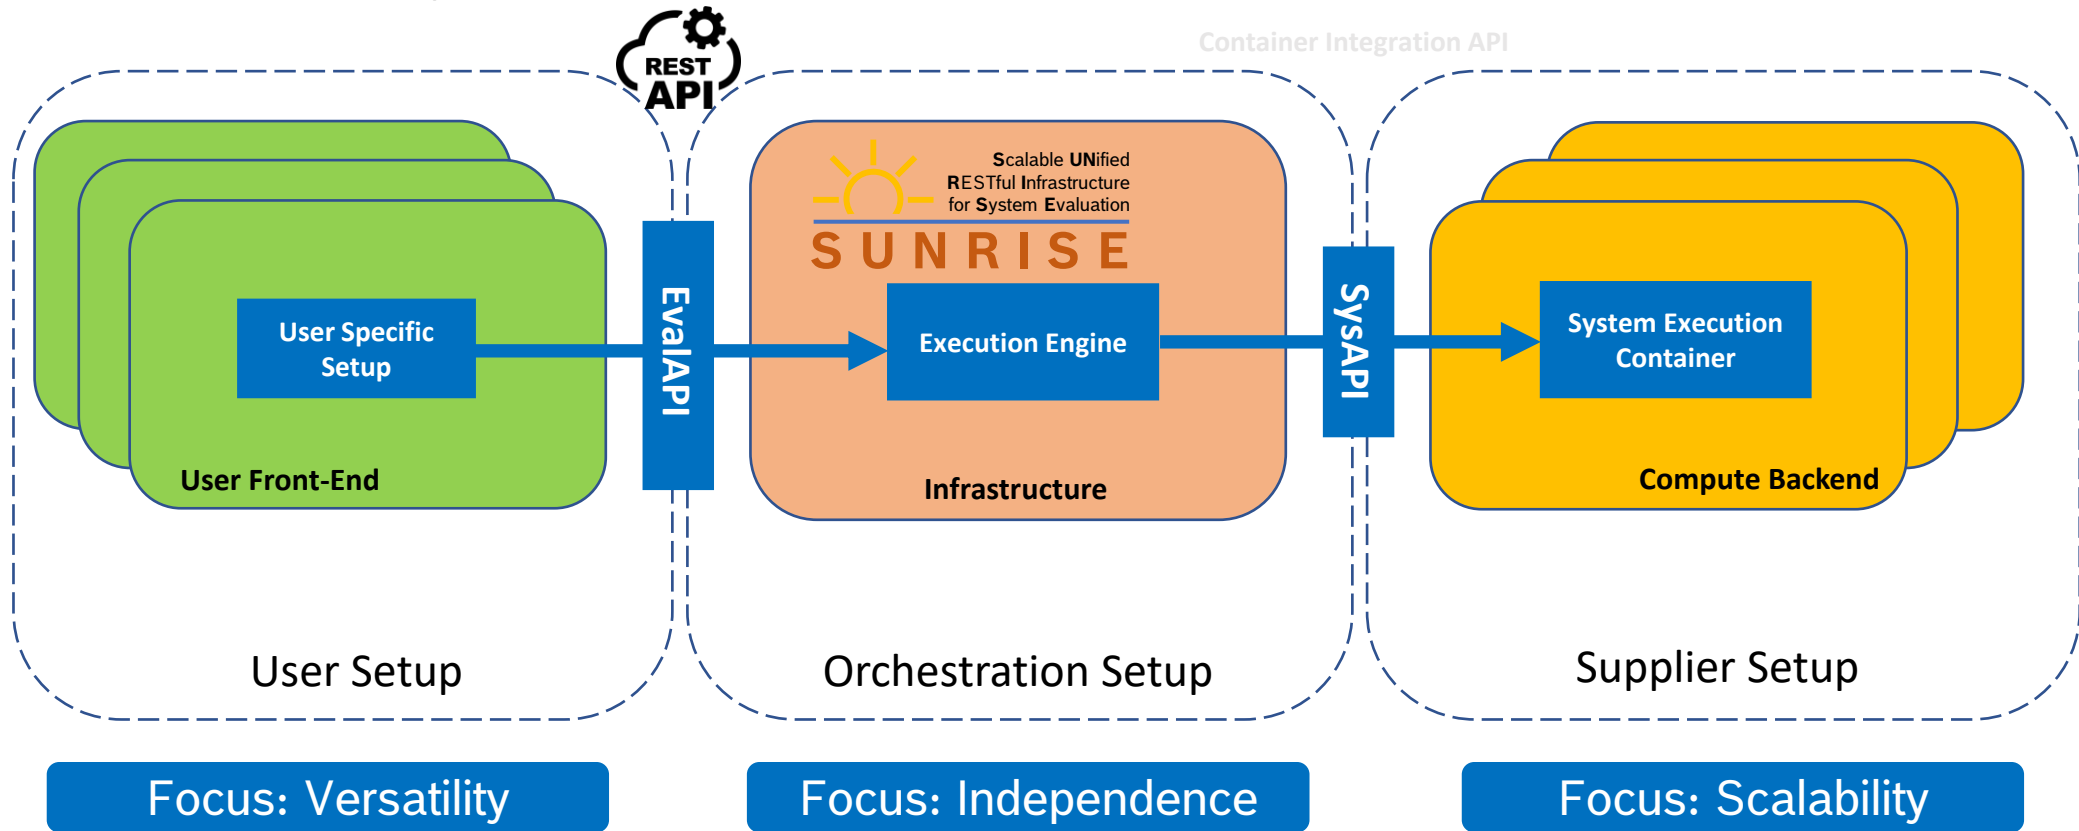 REST
API
Container Integration API
Scalable UNified
RESTful Infrastructure
for System Evaluation
SUNRISE
User Specific
Setup
User Front-End
EvalAPI
Execution Engine
Infrastructure
SysAPI
System Execution
Container
Compute Backend
User Setup
Orchestration Setup
Supplier Setup
Focus: Versatility
Focus: Independence
Focus: Scalability